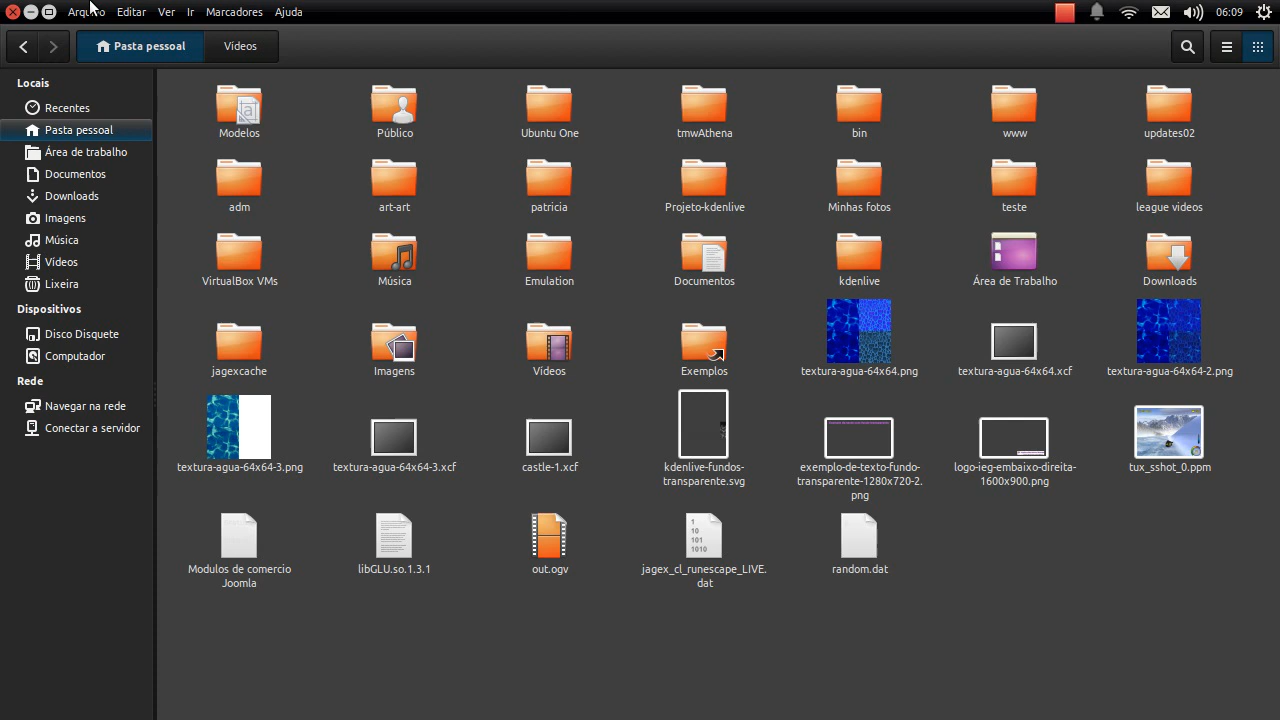 Arquivo Editar Ver Ir Marcadores Ajuda 06:09
Pasta pessoal Vídeos
Locais
Recentes
Pasta pessoal
Área de trabalho
Documentos
Downloads
Imagens
Música
Vídeos
Lixeira
Dispositivos
Disco Disquete
Computador
Rede
Navegar na rede
Conectar a servidor
Modelos Público Ubuntu One tmwAthena bin www updates02
adm art-art patricia Projeto-kdenlive Minhas fotos teste league videos
VirtualBox VMs Música Emulation Documentos kdenlive Área de Trabalho Downloads
jagexcache Imagens Vídeos Exemplos textura-agua-64x64.png textura-agua-64x64.xcf textura-agua-64x64-2.png
textura-agua-64x64-3.png textura-agua-64x64-3.xcf castle-1.xcf kdenlive-fundos- exemplo-de-texto-fundo- logo-ieg-embaixo-direita- tux_sshot_0.ppm
transparente.svg transparente-1280x720-2. 1600x900.png
png
Modulos de comercio libGLU.so.1.3.1 out.ogv jagex_cl_runescape_LIVE. random.dat
Joomla dat